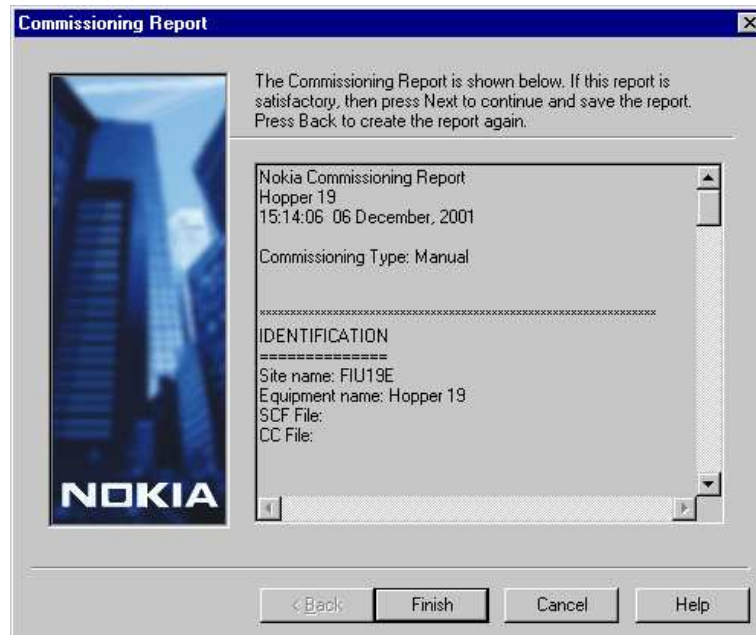 Commissioning Report
The Commissioning Report is shown below. If this report is
satisfactory, then press Next to continue and save the report.
Press Back to create the report again.
Nokia Commissioning Report
Hopper 19
15:14:06 06 December, 2001
Commissioning Type: Manual
IDENTIFICATION
==============
Site name: FIU19E
Equipment name: Hopper 19
SCF File:
CC File:
NOKIA
< Back
Finish
Cancel
Help